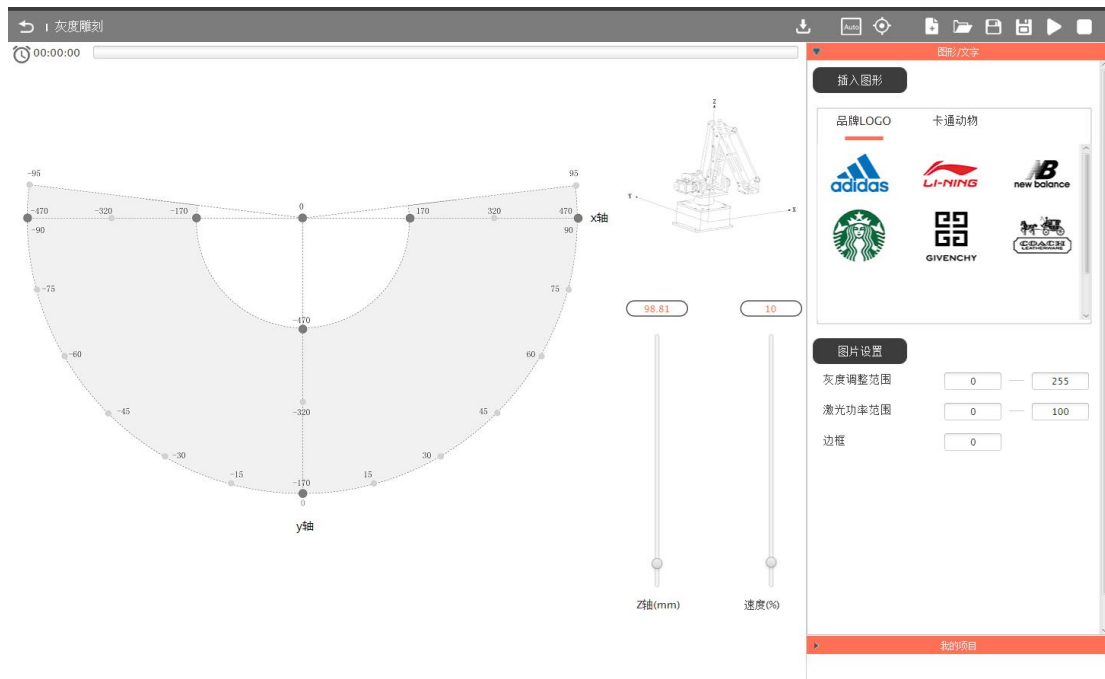 灰度雕刻
Auto
00:00:00
图形/文字
插入图形
品牌LOGO 卡通动物
adidas LI-NING new balance
GIVENCHY COACH
LEATHERWARE
-95 0 95
-470 -320 -170 170 320 470 x轴
-90 90
-75 75
-470
-60 60
-320
-45 45
-30 30
-15 -170 15
0
y轴
Z
Y X
98.81 10
Z轴(mm) 速度(%)
图片设置
灰度调整范围 0 — 255
激光功率范围 0 — 100
边框 0
我的项目